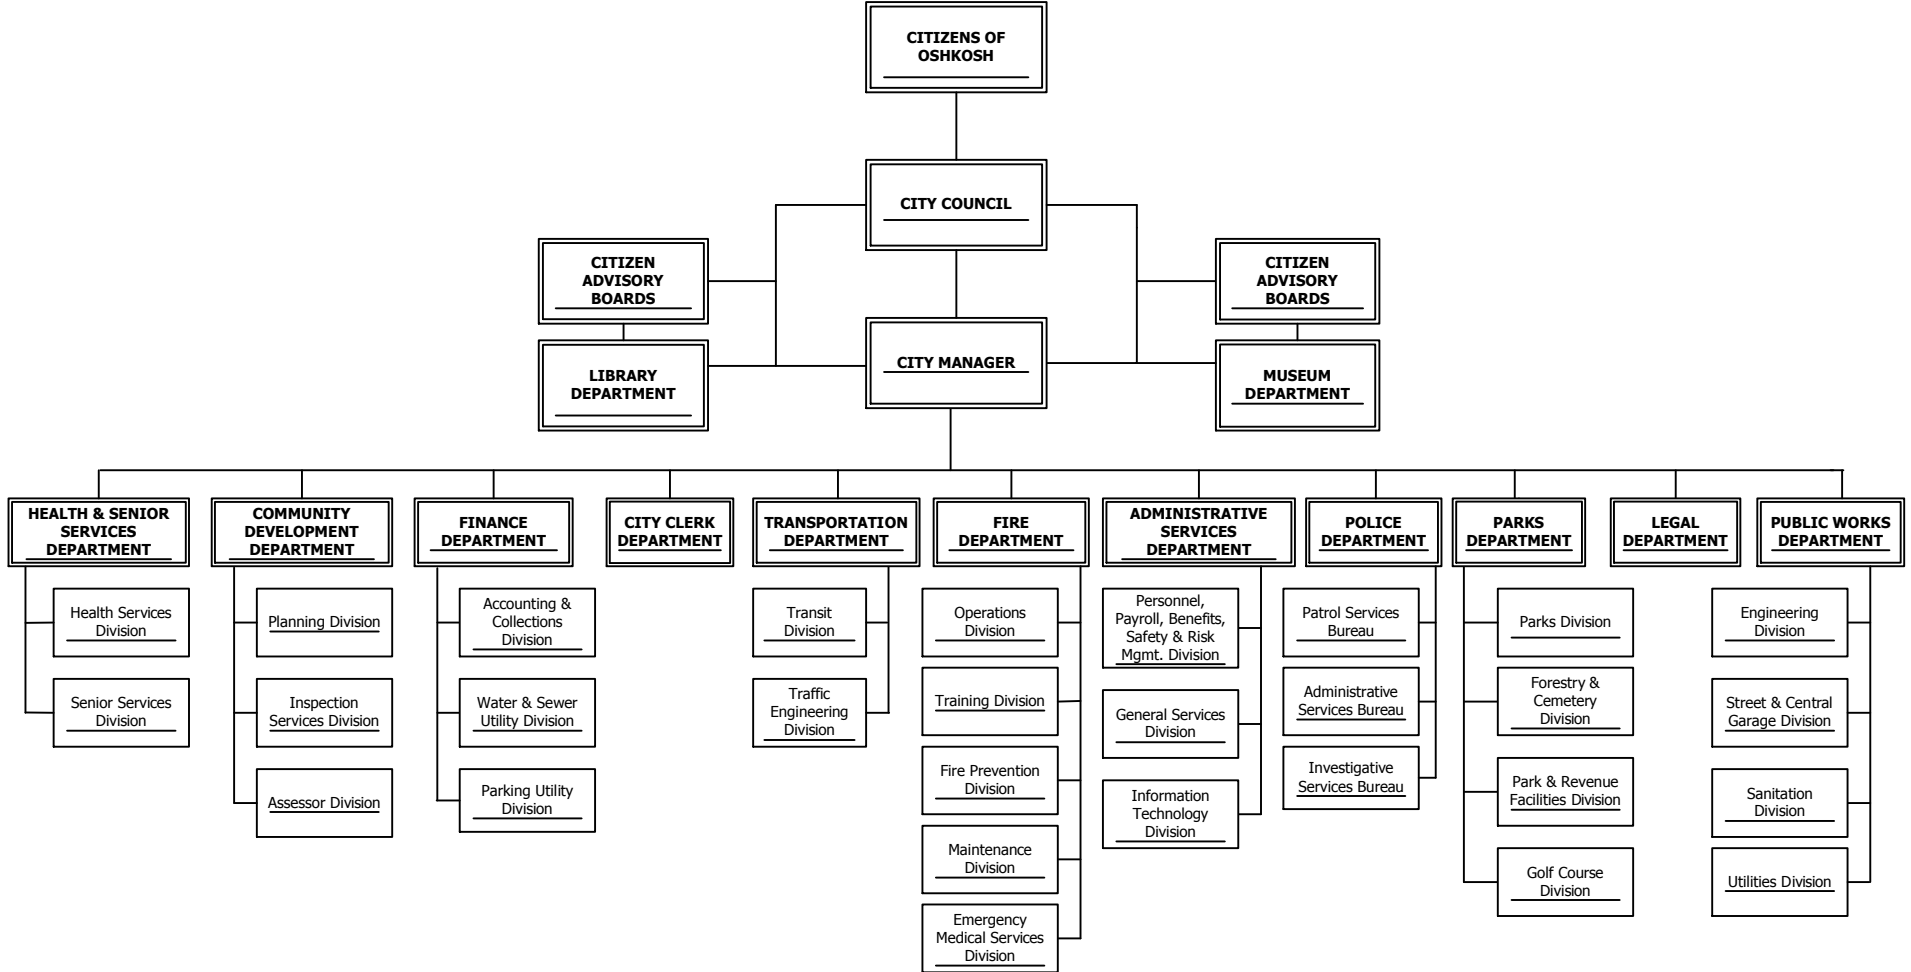 CITIZENS OF
OSHKOSH
CITY COUNCIL
CITIZEN
ADVISORY
BOARDS
CITIZEN
ADVISORY
BOARDS
CITY MANAGER
LIBRARY
DEPARTMENT
MUSEUM
DEPARTMENT
HEALTH & SENIOR
SERVICES
DEPARTMENT
COMMUNITY
DEVELOPMENT
DEPARTMENT
FINANCE
DEPARTMENT
CITY CLERK
DEPARTMENT
TRANSPORTATION
DEPARTMENT
FIRE
DEPARTMENT
ADMINISTRATIVE
SERVICES
DEPARTMENT
POLICE
DEPARTMENT
PARKS
DEPARTMENT
LEGAL
DEPARTMENT
PUBLIC WORKS
DEPARTMENT
Health Services
Division
Senior Services
Division
Planning Division
Inspection
Services Division
Assessor Division
Accounting &
Collections
Division
Water & Sewer
Utility Division
Parking Utility
Division
Transit
Division
Traffic
Engineering
Division
Operations
Division
Training Division
Fire Prevention
Division
Maintenance
Division
Emergency
Medical Services
Division
Personnel,
Payroll, Benefits,
Safety & Risk
Mgmt. Division
General Services
Division
Information
Technology
Division
Patrol Services
Bureau
Administrative
Services Bureau
Investigative
Services Bureau
Parks Division
Forestry &
Cemetery
Division
Park & Revenue
Facilities Division
Golf Course
Division
Engineering
Division
Street & Central
Garage Division
Sanitation
Division
Utilities Division